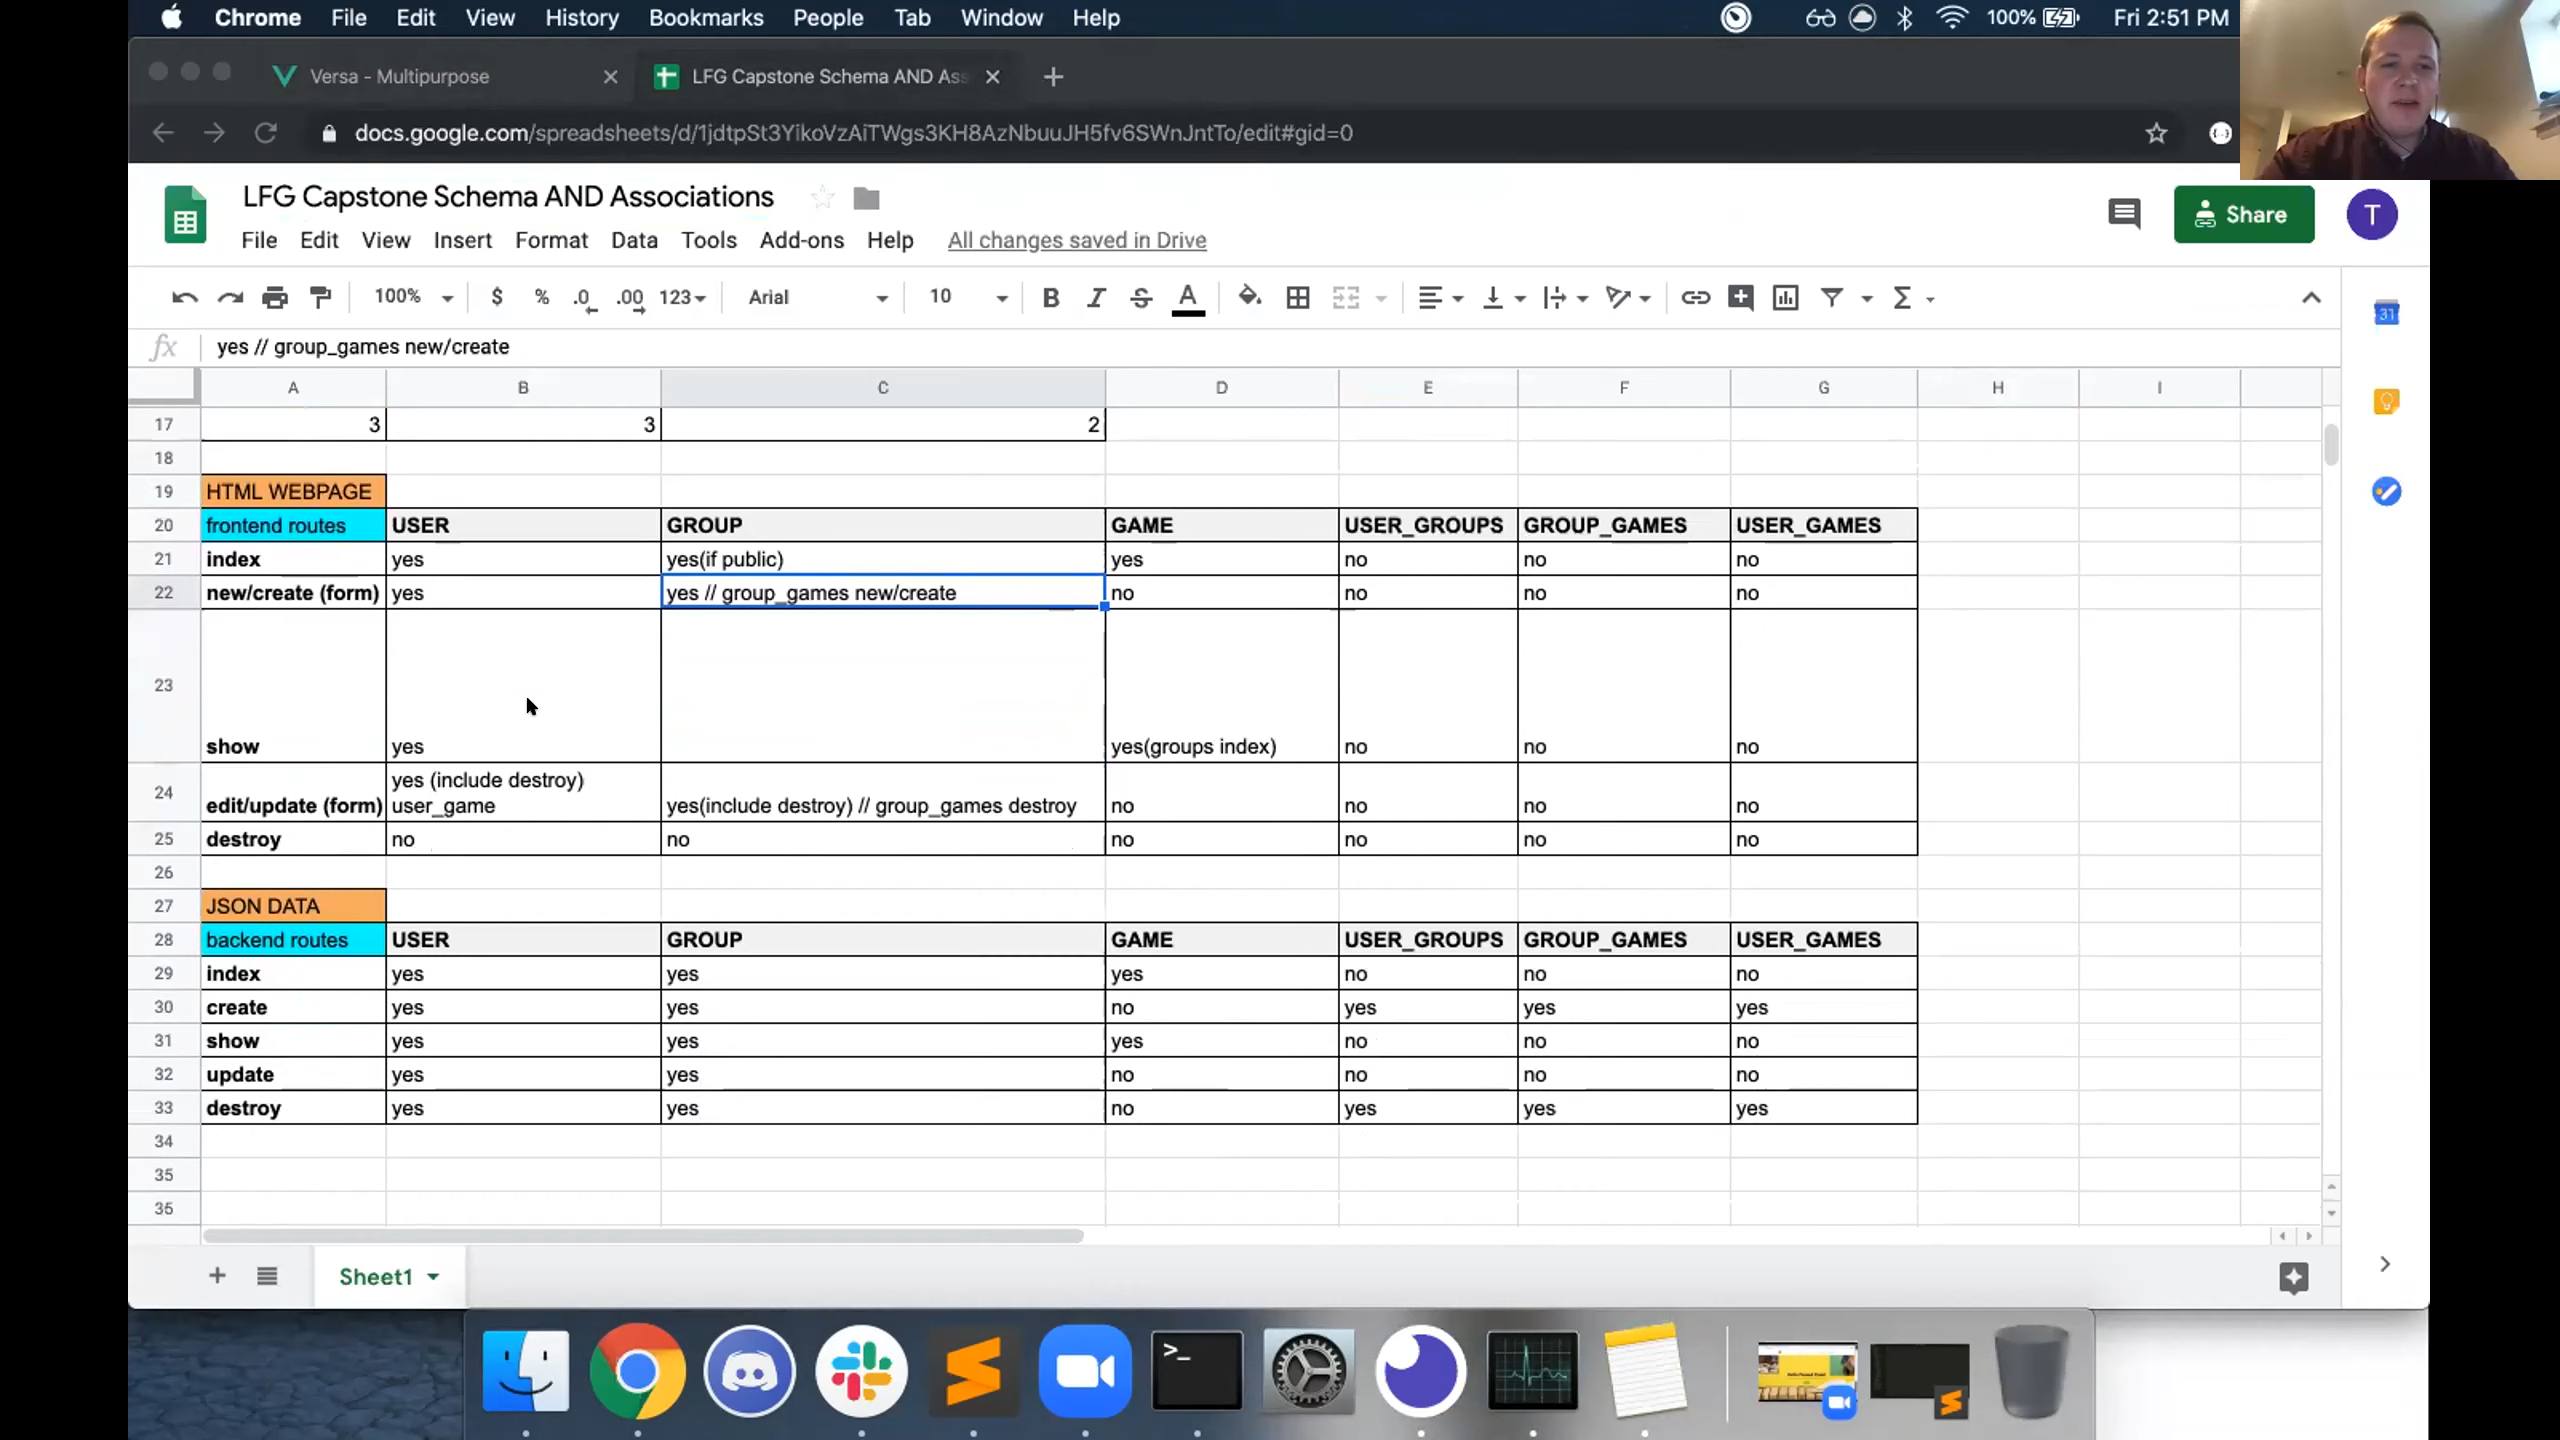 Chrome File Edit View History Bookmarks People Tab Window Help 100% Fri 2:51 PM
Versa - Multipurpose LFG Capstone Schema AND Ass
docs.google.com/spreadsheets/d/1jdtpSt3YikoVzAiTWgs3KH8AzNbuuJH5fv6SWnJntTo/edit#gid=0
LFG Capstone Schema AND Associations
File Edit View Insert Format Data Tools Add-ons Help All changes saved in Drive Share T
100% $ % .0 .00 123 Arial 10 B I S A Σ 31
fx yes // group_games new/create
A B C D E F G H I
17 3 3 2
18
19 HTML WEBPAGE
20 frontend routes USER GROUP GAME USER_GROUPS GROUP_GAMES USER_GAMES
21 index yes yes(if public) yes no no no
22 new/create (form) yes yes // group_games new/create no no no no
23 show yes yes(groups index) no no no
24 edit/update (form) yes (include destroy)
user_game yes(include destroy) // group_games destroy no no no no
25 destroy no no no no no no
26
27 JSON DATA
28 backend routes USER GROUP GAME USER_GROUPS GROUP_GAMES USER_GAMES
29 index yes yes yes no no no
30 create yes yes no yes yes yes
31 show yes yes yes no no no
32 update yes yes no no no no
33 destroy yes yes no yes yes yes
34
35
36
+ Sheet1
>_